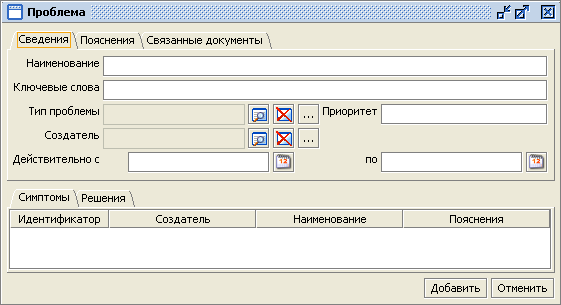 Проблема
Сведения Пояснения Связанные документы
Наименование
Ключевые слова
Тип проблемы ... Приоритет
Создатель ...
Действительно с 12 по 12
Симптомы Решения
Идентификатор Создатель Наименование Пояснения
Добавить Отменить